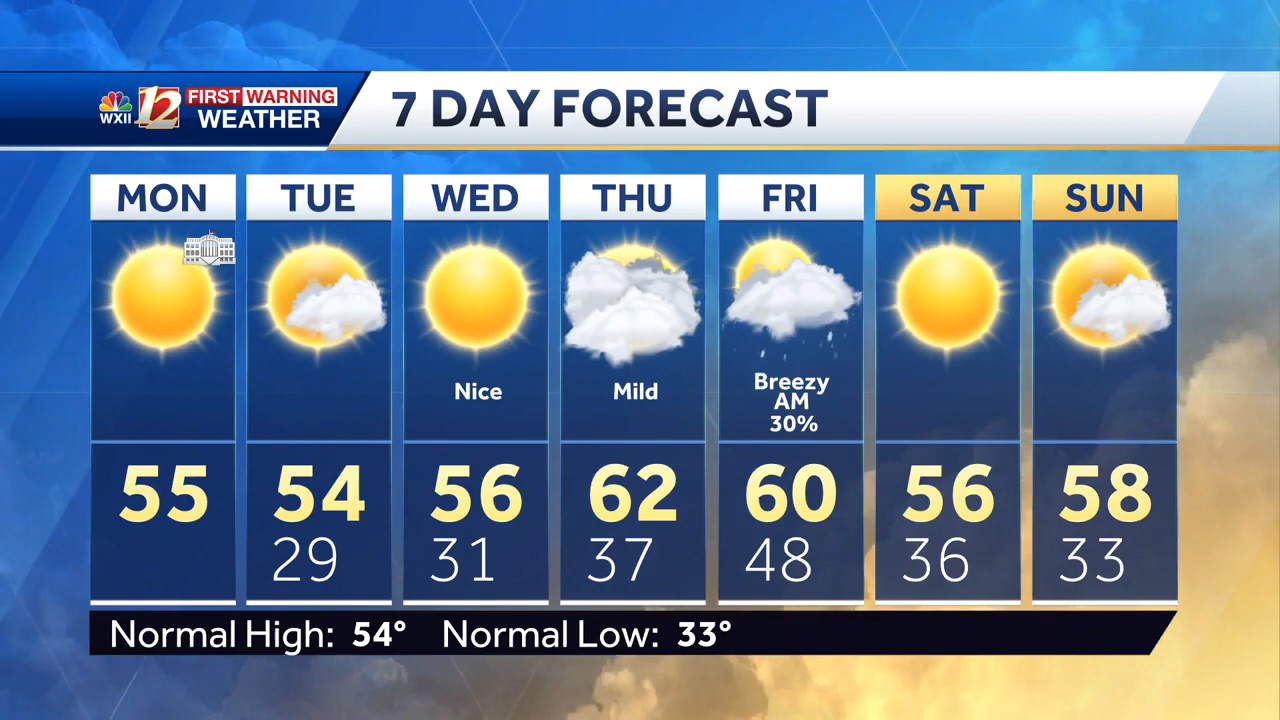 WXII 12 FIRST WARNING
WEATHER
7 DAY FORECAST
MON TUE WED THU FRI SAT SUN
Nice Mild Breezy
AM
30%
55 54 56 62 60 56 58
29 31 37 48 36 33
Normal High: 54° Normal Low: 33°